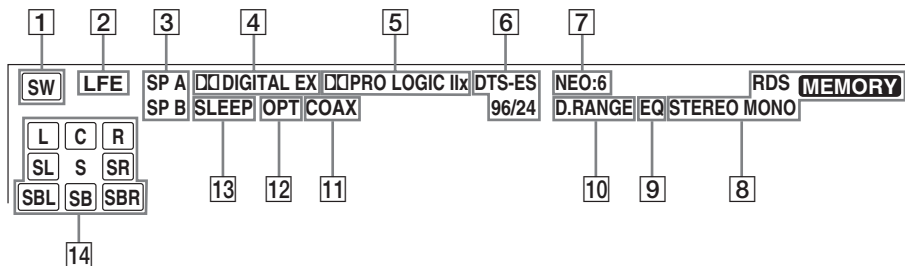 1 2 3 4 5 6 7
SW LFE SP A DIGITAL EX PRO LOGIC IIx DTS-ES NEO:6 RDS MEMORY
SP B SLEEP OPT COAX 96/24 D.RANGE EQ STEREO MONO
L C R
SL S SR
SBL SB SBR
13 12 11 10 9 8
14